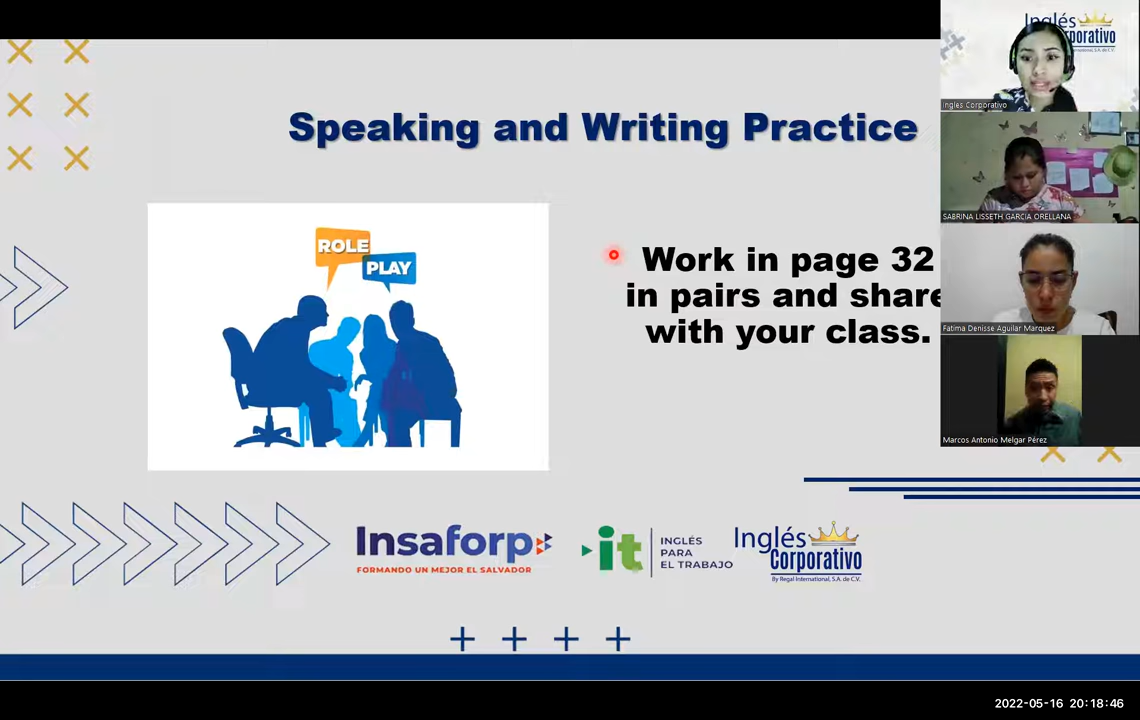 Speaking and Writing Practice
ROLE
PLAY
Work in page 32
in pairs and share
with your class.
Insaforp
FORMANDO UN MEJOR EL SALVADOR
it
INGLÉS
PARA
EL TRABAJO
Inglés
Corporativo
By Regal International, S.A. de C.V.
Inglés
Corporativo
Ingles Corporativo
SABRINA LISSETH GARCIA ORELLANA
Fatima Denisse Aguilar Marquez
Marcos Antonio Melgar Pérez
2022-05-16 20:18:46